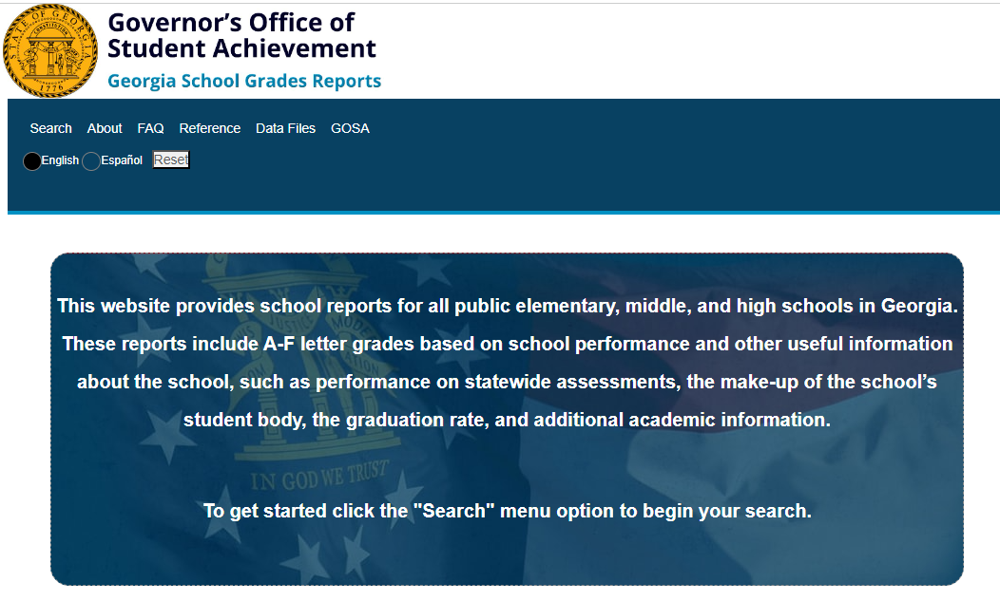 STATE OF GEORGIA
CONSTITUTION
1776
Governor’s Office of
Student Achievement
Georgia School Grades Reports
Search About FAQ Reference Data Files GOSA
English Español Reset
This website provides school reports for all public elementary, middle, and high schools in Georgia.
These reports include A-F letter grades based on school performance and other useful information
about the school, such as performance on statewide assessments, the make-up of the school’s
student body, the graduation rate, and additional academic information.
IN GOD WE TRUST
To get started click the "Search" menu option to begin your search.